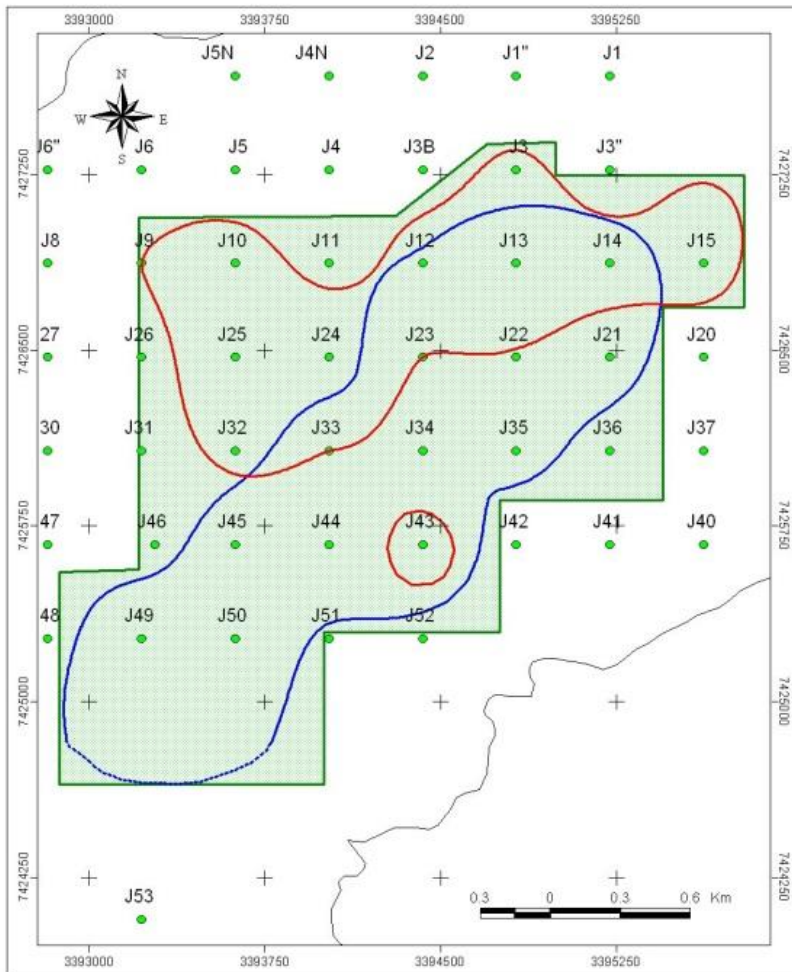 3393000 3393750 3394500 3395250
J5N J4N J2 J1" J1
N
W E
S
J6" J6 J5 J4 J3B J3 J3"
7427250 7427250
J8 J9 J10 J11 J12 J13 J14 J15
27 J26 J25 J24 J23 J22 J21 J20
7426500 7426500
30 J31 J32 J33 J34 J35 J36 J37
47 J46 J45 J44 J43 J42 J41 J40
7425750 7425750
48 J49 J50 J51 J52
7425000 7425000
7424250 7424250
J53
0.3 0 0.3 0.6 Km
3393000 3393750 3394500 3395250